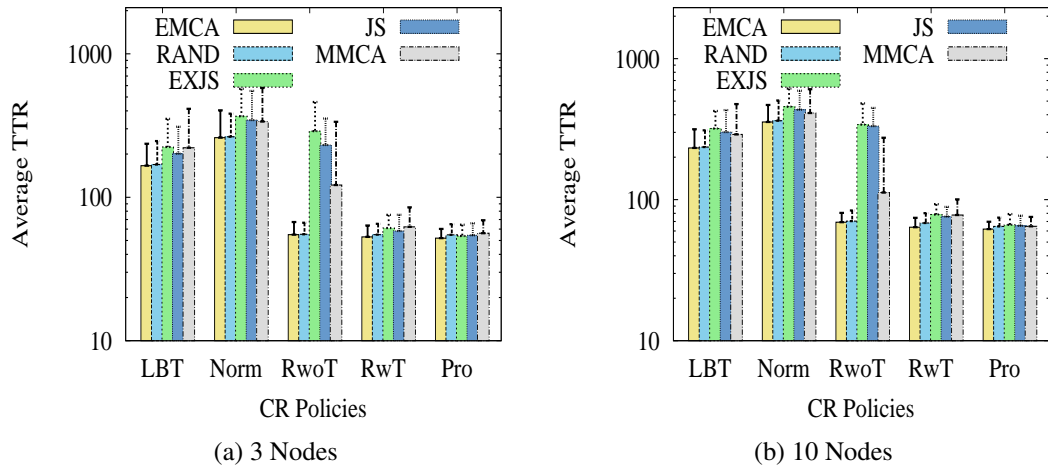 EMCA JS
RAND MMCA
EXJS
1000
100
10
Average TTR
LBT Norm RwoT RwT Pro
CR Policies
(a) 3 Nodes
EMCA JS
RAND MMCA
EXJS
1000
100
10
Average TTR
LBT Norm RwoT RwT Pro
CR Policies
(b) 10 Nodes